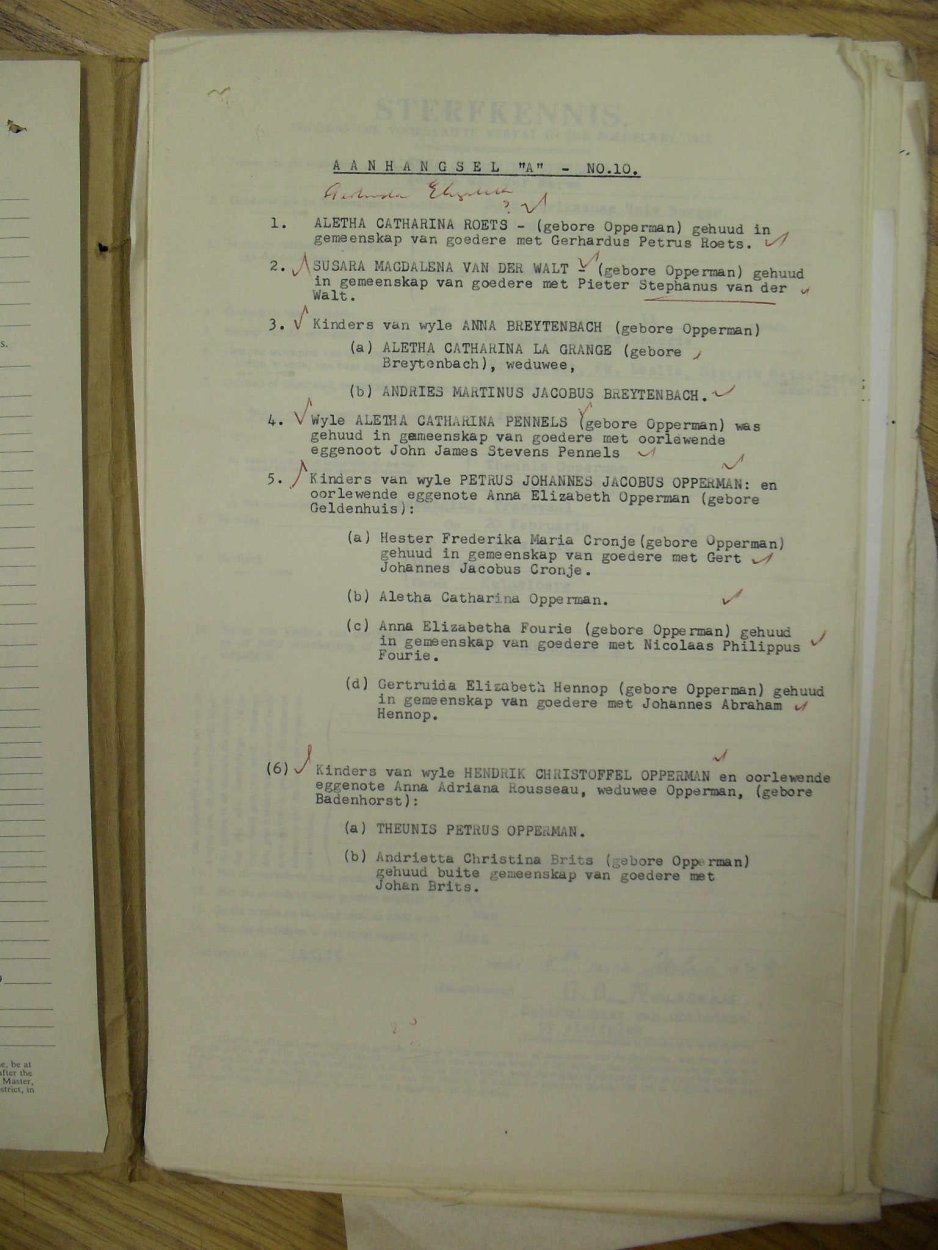 STERFKENNIS.
AANHANGSEL "A" - NO.10.
Elizabeth
?
1. ALETHA CATHARINA ROETS - (gebore Opperman) gehuud in
gemeenskap van goedere met Gerhardus Petrus Roets.
2. SUSARA MAGDALENA VAN DER WALT - (gebore Opperman) gehuud
in gemeenskap van goedere met Pieter Stephanus van der
Walt.
3. Kinders van wyle ANNA BREYTENBACH (gebore Opperman)
(a) ALETHA CATHARINA LA GRANGE (gebore
Breytenbach), weduwee,
(b) ANDRIES MARTINUS JACOBUS BREYTENBACH.
4. Wyle ALETHA CATHARINA PENNELS (gebore Opperman) was
gehuud in gemeenskap van goedere met oorlewende
eggenoot John James Stevens Pennels
5. Kinders van wyle PETRUS JOHANNES JACOBUS OPPERMAN: en
oorlewende eggenote Anna Elizabeth Opperman (gebore
Geldenhuis):
(a) Hester Frederika Maria Cronje (gebore Opperman)
gehuud in gemeenskap van goedere met Gert
Johannes Jacobus Cronje.
(b) Aletha Catharina Opperman.
(c) Anna Elizabetha Fourie (gebore Opperman) gehuud
in gemeenskap van goedere met Nicolaas Philippus
Fourie.
(d) Gertruida Elizabeth Hennop (gebore Opperman) gehuud
in gemeenskap van goedere met Johannes Abraham
Hennop.
(6) Kinders van wyle HENDRIK CHRISTOFFEL OPPERMAN en oorlewende
eggenote Anna Adriana Rousseau, weduwee Opperman, (gebore
Badenhorst):
(a) THEUNIS PETRUS OPPERMAN.
(b) Andrietta Christina Brits (gebore Opperman)
gehuud buite gemeenskap van goedere met
Johan Brits.
s.
e, be at
after the
Master,
strict, in